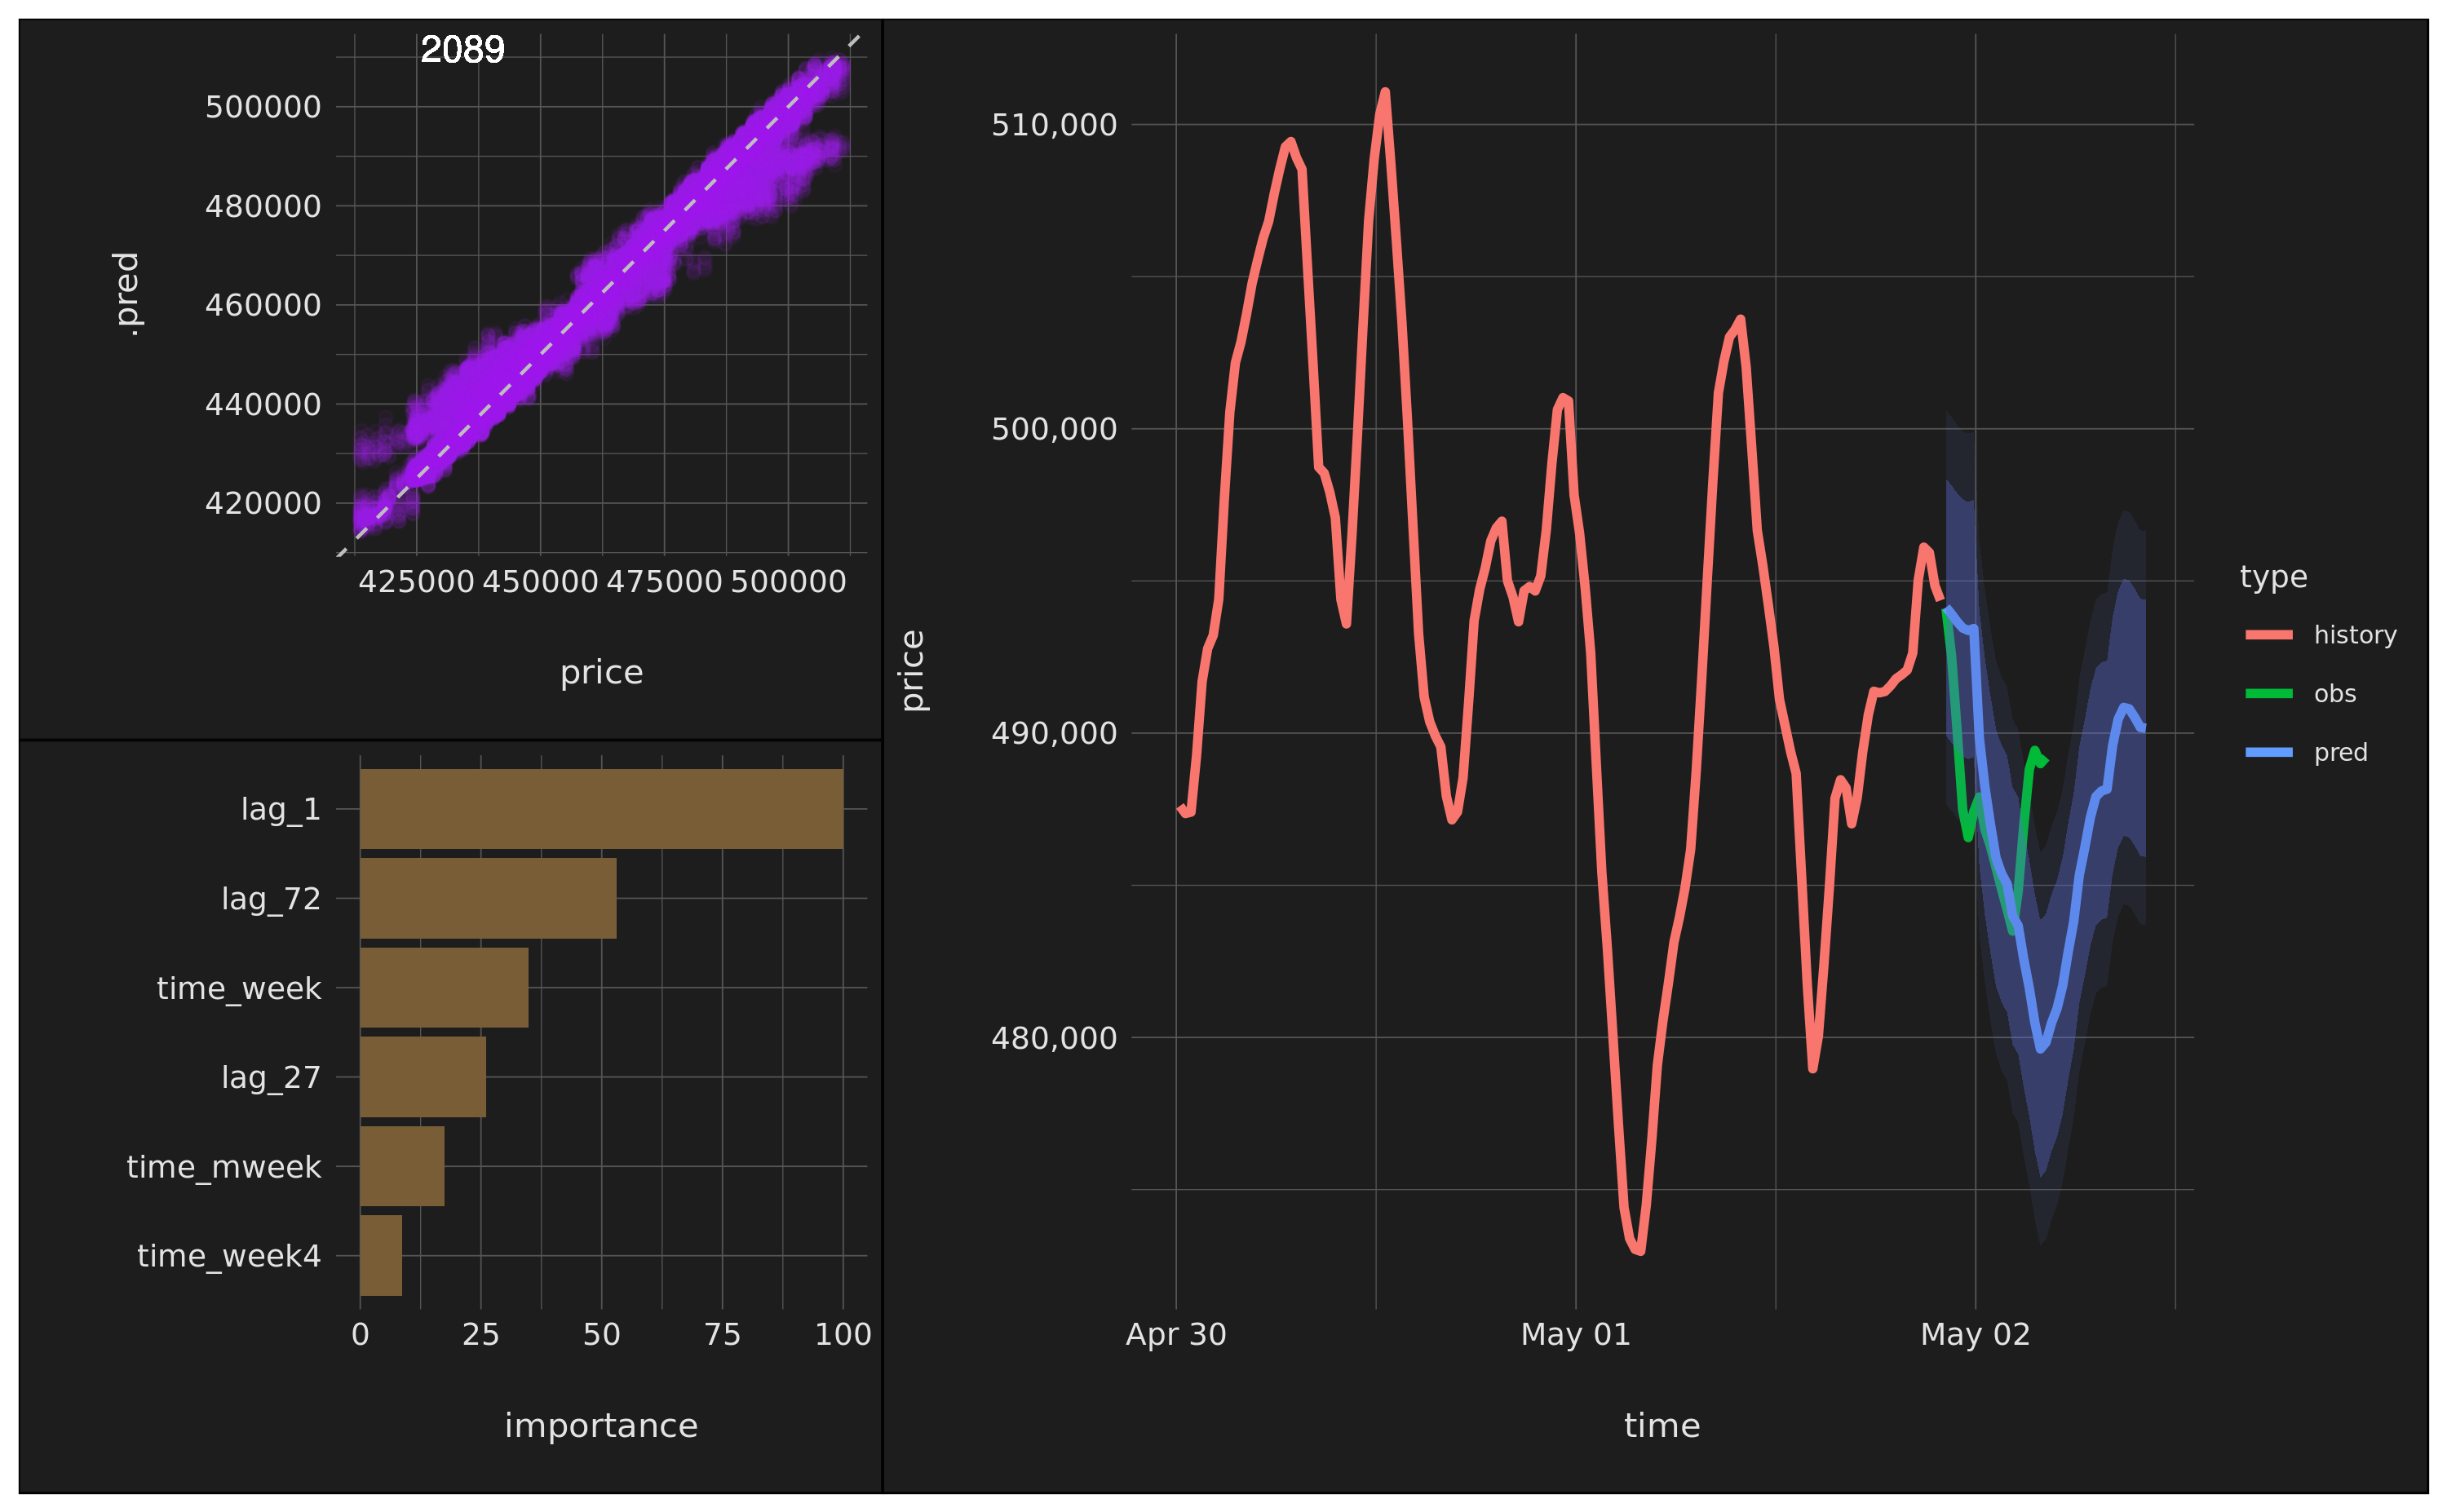 2089
.pred
500000
480000
460000
440000
420000
425000 450000 475000 500000
price
lag_1
lag_72
time_week
lag_27
time_mweek
time_week4
0 25 50 75 100
importance
price
510,000
500,000
490,000
480,000
Apr 30 May 01 May 02
time
type
history
obs
pred